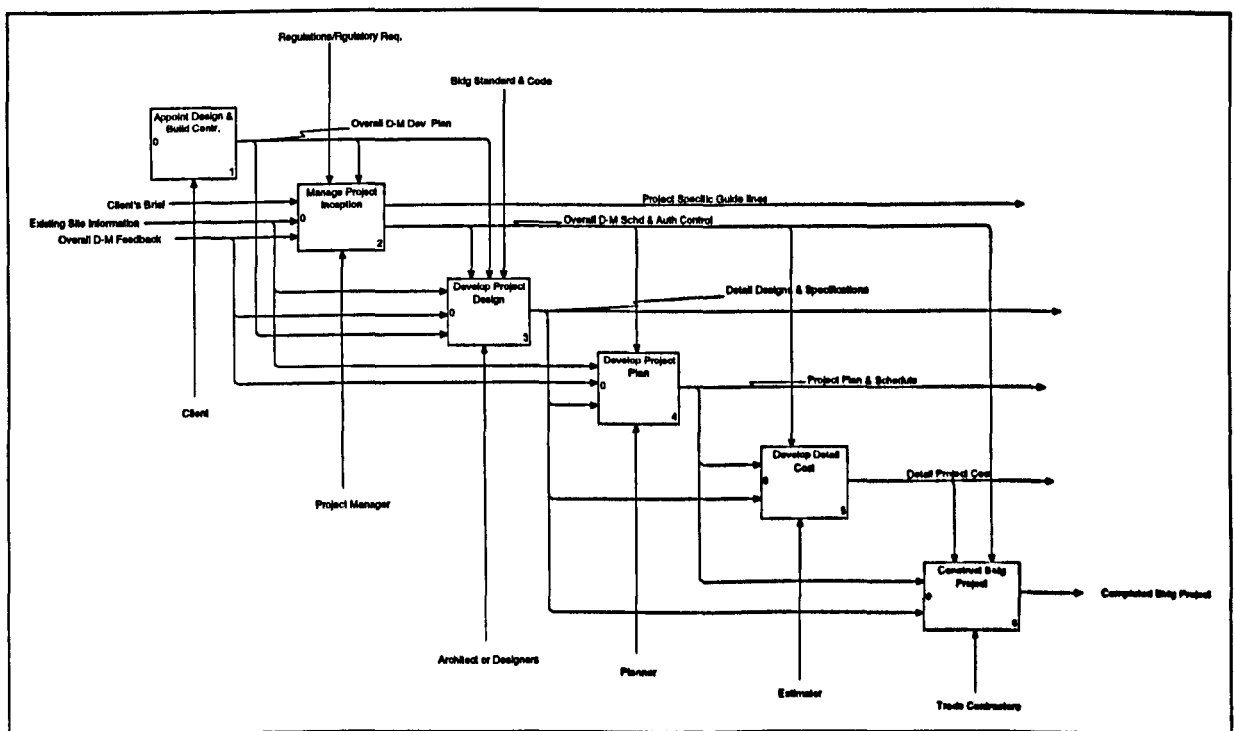 Regulations/Rgulatory Req.
Bldg Standard & Code
Appoint Design &
Build Contr.
0
1
Overall D-M Dev Plan
Client's Brief
Existing Site Information
Overall D-M Feedback
Manage Project
Inception
0
2
Project Specific Guide lines
Overall D-M Schd & Auth Control
Develop Project
Design
0
3
Detail Designs & Specifications
Develop Project
Plan
0
4
Project Plan & Schedule
Client
Develop Detail
Cost
0
5
Detail Project Cost
Project Manager
Construct Bldg
Project
0
6
Completed Bldg Project
Architect or Designers
Planner
Estimater
Trade Contractors